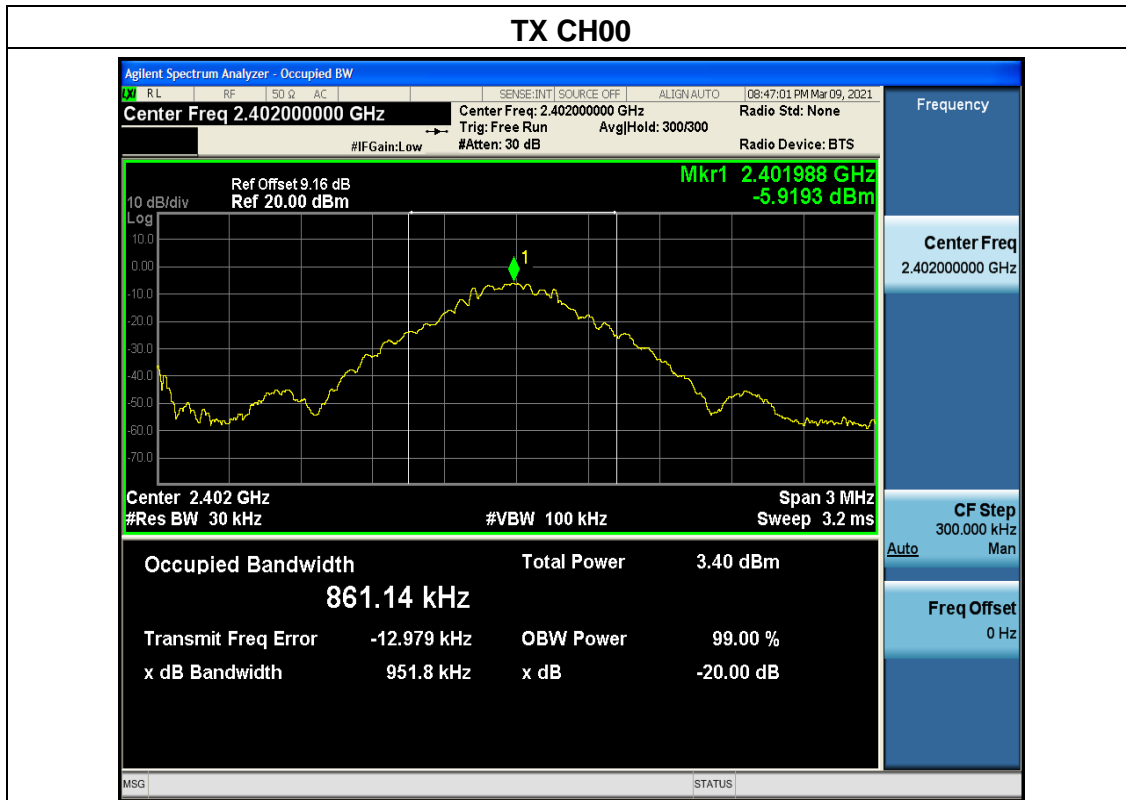 TX CH00
Agilent Spectrum Analyzer - Occupied BW
LXI RL RF 50 Ω AC SENSE:INT SOURCE OFF ALIGN AUTO 08:47:01 PM Mar 09, 2021
Center Freq 2.402000000 GHz Center Freq: 2.402000000 GHz Radio Std: None
Trig: Free Run Avg|Hold: 300/300
#IFGain:Low #Atten: 30 dB Radio Device: BTS
Mkr1 2.401988 GHz
-5.9193 dBm
Ref Offset 9.16 dB
10 dB/div Ref 20.00 dBm
Log
10.0
1
0.00
-10.0
-20.0
-30.0
-40.0
-50.0
-60.0
-70.0
Center 2.402 GHz Span 3 MHz
#Res BW 30 kHz #VBW 100 kHz Sweep 3.2 ms
Occupied Bandwidth Total Power 3.40 dBm
861.14 kHz
Transmit Freq Error -12.979 kHz OBW Power 99.00 %
x dB Bandwidth 951.8 kHz x dB -20.00 dB
Frequency
Center Freq
2.402000000 GHz
CF Step
300.000 kHz
Auto Man
Freq Offset
0 Hz
MSG STATUS